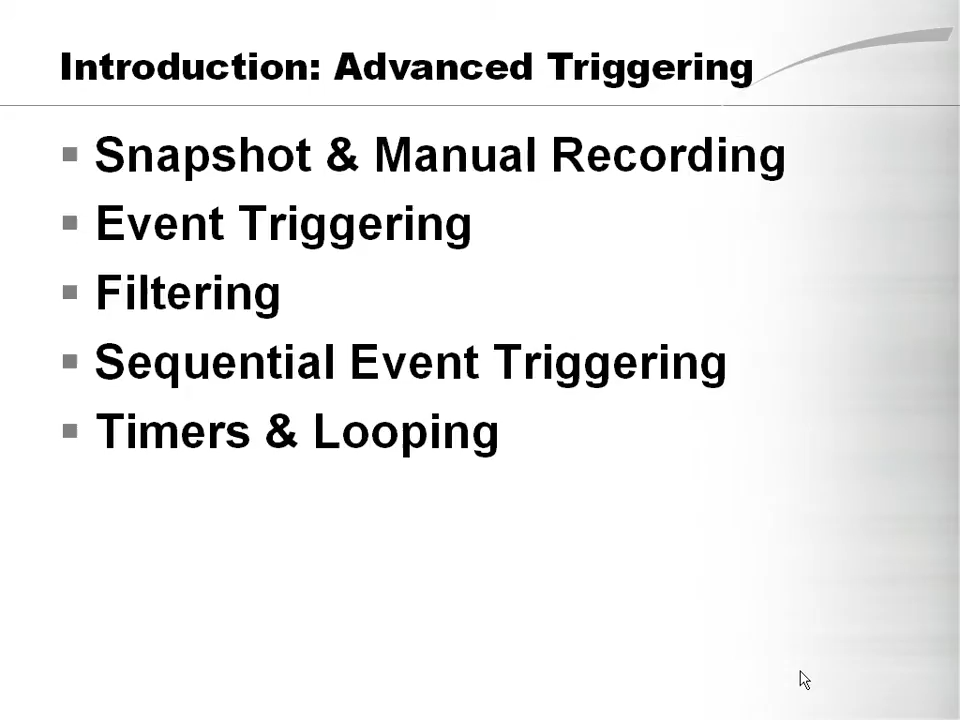 Introduction: Advanced Triggering
Snapshot & Manual Recording
Event Triggering
Filtering
Sequential Event Triggering
Timers & Looping